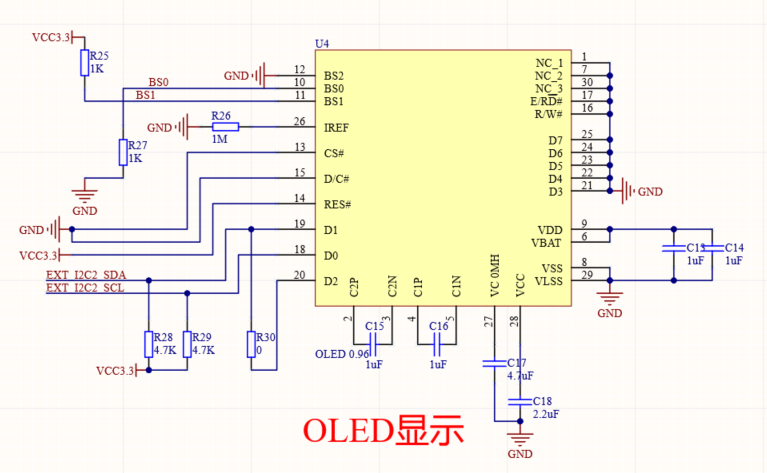 U4
VCC3.3
R25
1K
BS0
BS1
R27
1K
GND
GND
12 BS2
10 BS0
11 BS1
GND
R26
1M
26 IREF
13 CS#
15 D/C#
14 RES#
19 D1
18 D0
20 D2
GND
VCC3.3
EXT_I2C2_SDA
EXT_I2C2_SCL
R28
4.7K
R29
4.7K
R30
0
VCC3.3
NC_1 1
NC_2 7
NC_3 30
E/RD# 17
R/W# 16
D7 25
D6 24
D5 23
D4 22
D3 21
GND
VDD 9
VBAT 6
VSS 8
VLSS 29
C13
1uF
C14
1uF
GND
C2P
C2N
C1P
C1N
VC 0MH
VCC
2
3
4
5
27
28
OLED 0.96
C15
1uF
C16
1uF
C17
4.7uF
C18
2.2uF
GND
OLED显示